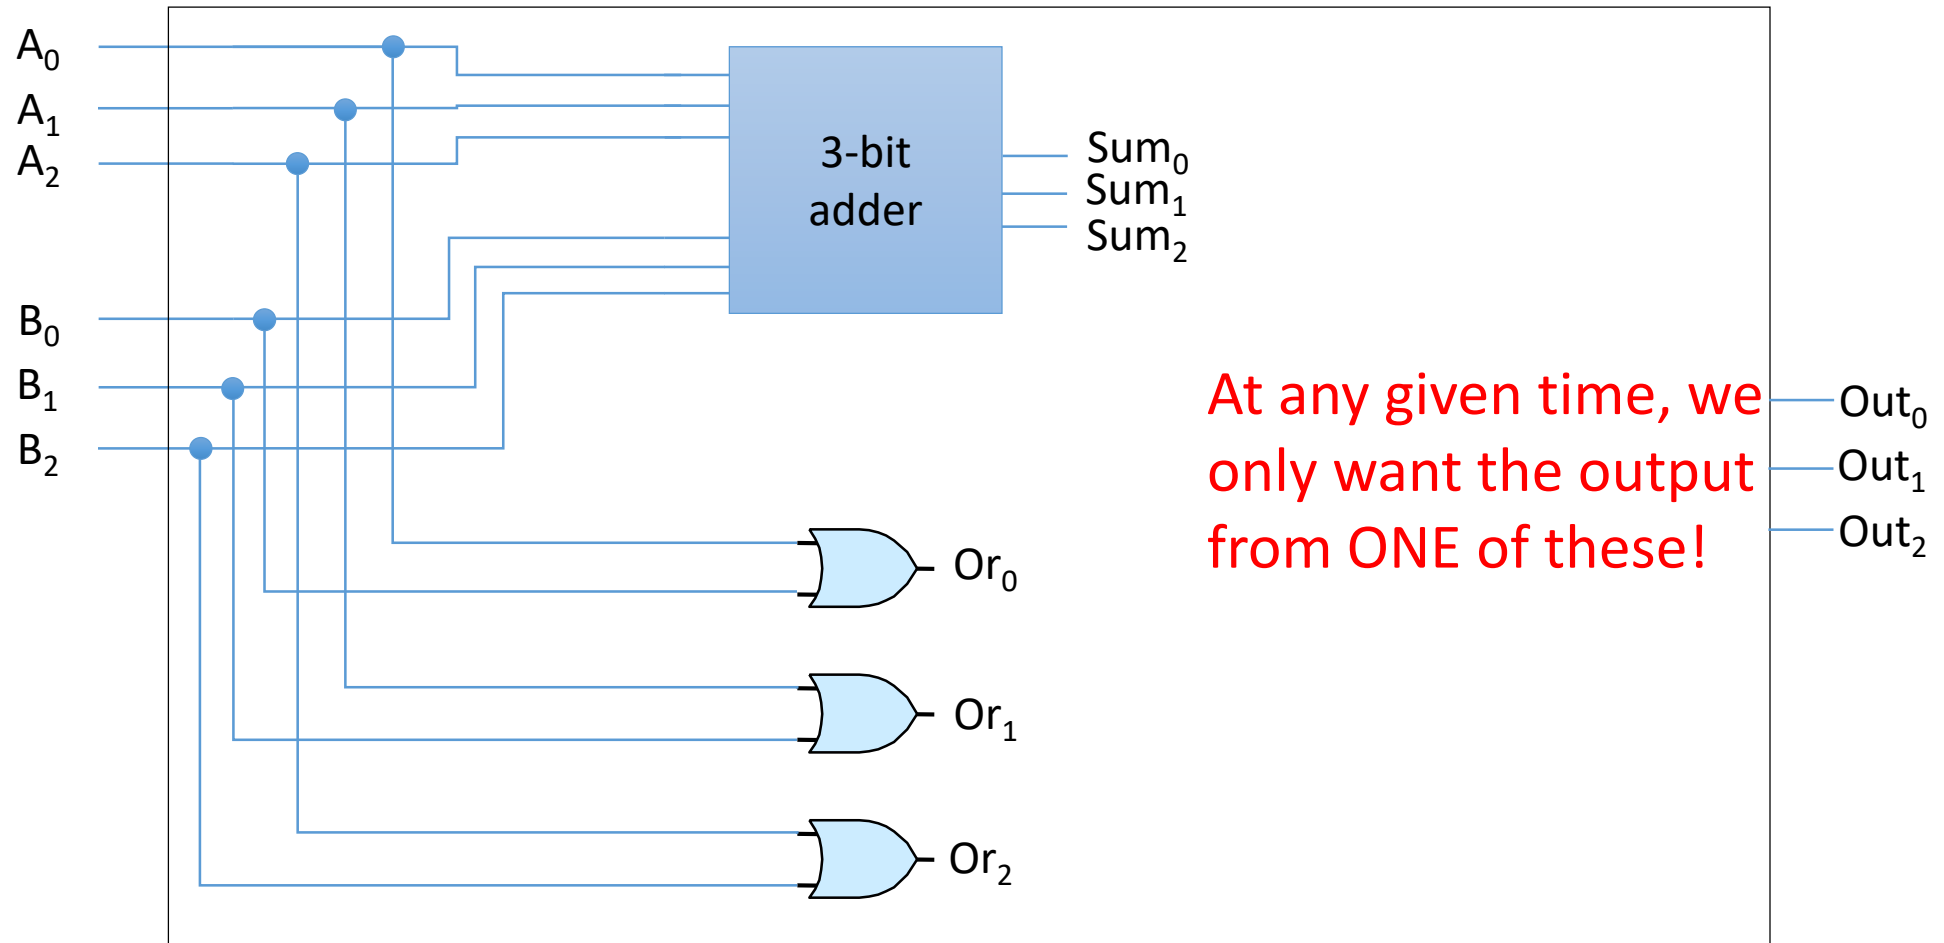 A₀
A₁
A₂
B₀
B₁
B₂
3-bit
adder
Sum₀
Sum₁
Sum₂
Or₀
Or₁
Or₂
At any given time, we
only want the output
from ONE of these!
Out₀
Out₁
Out₂